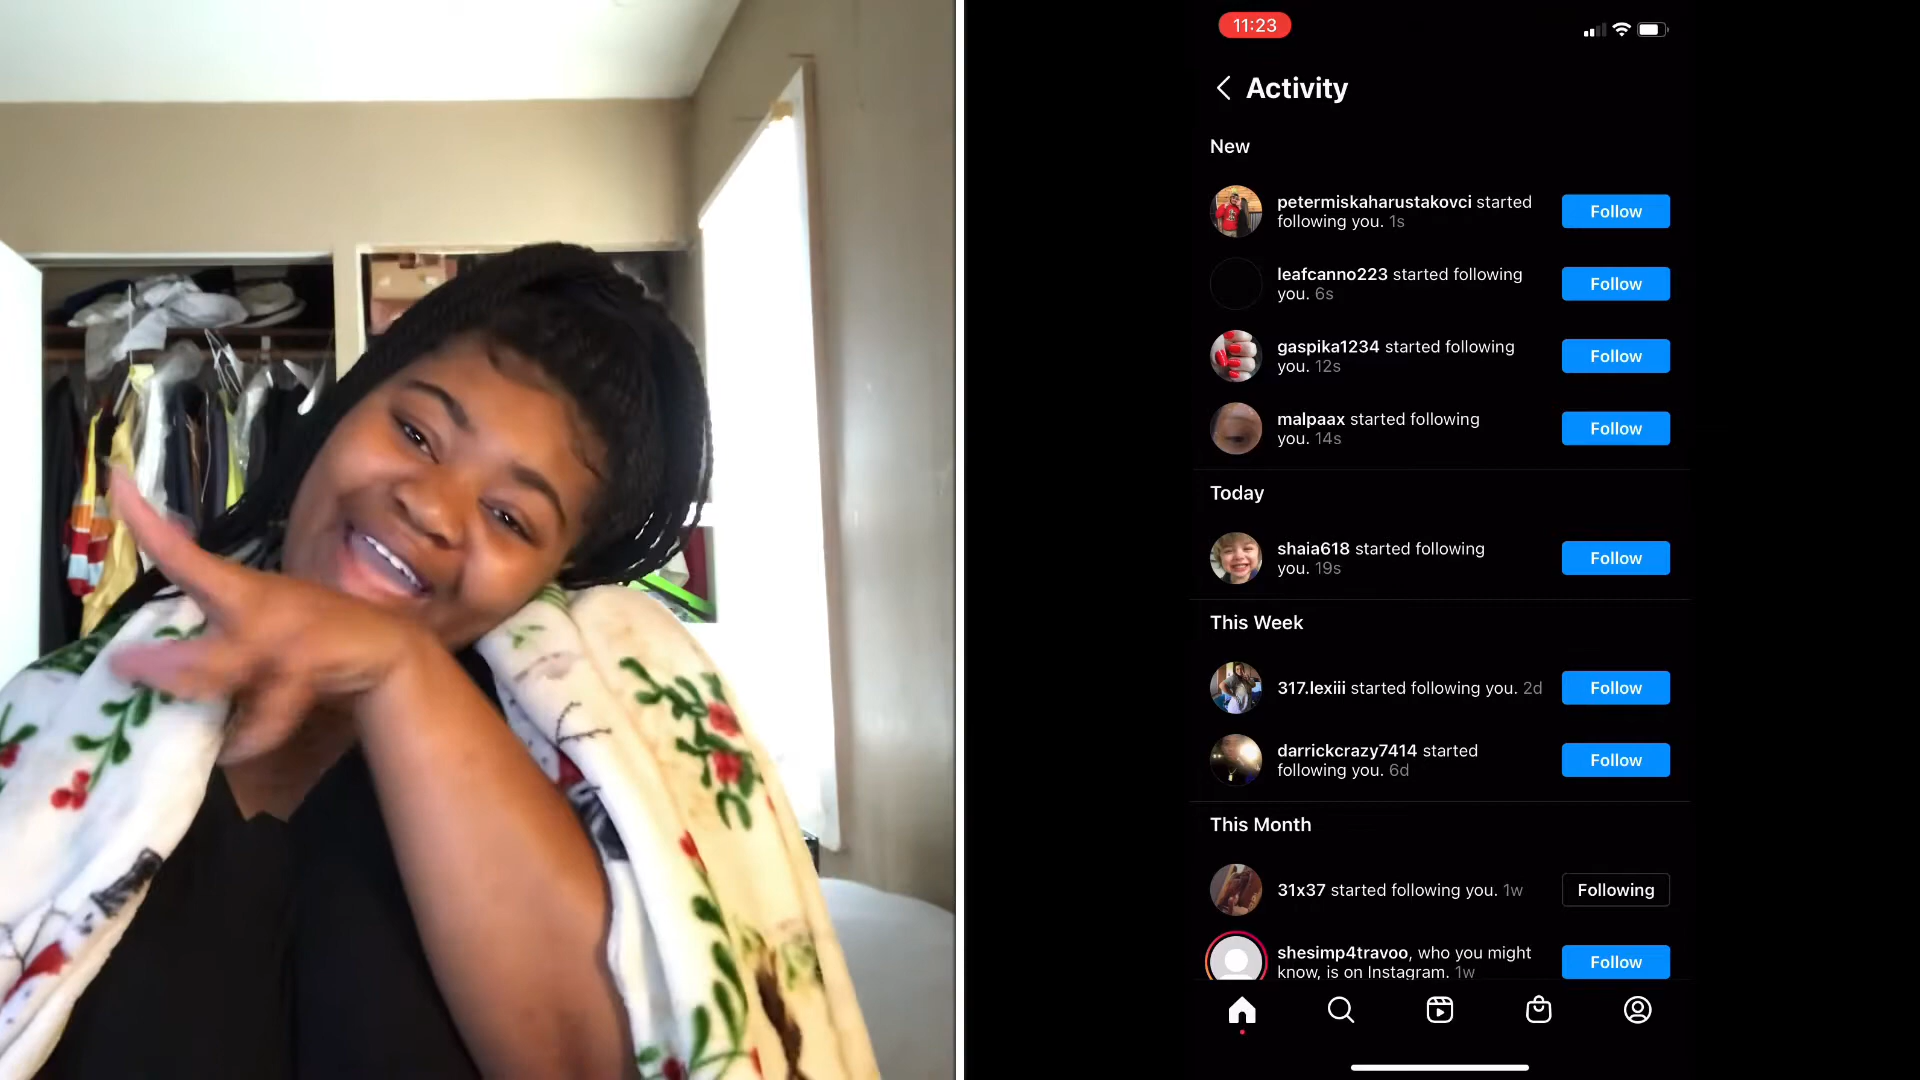 11:23
Activity
New
petermiskaharustakovci started
following you. 1s
Follow
leafcanno223 started following
you. 6s
Follow
gaspika1234 started following
you. 12s
Follow
malpaax started following
you. 14s
Follow
Today
shaia618 started following
you. 19s
Follow
This Week
317.lexiii started following you. 2d
Follow
darrickcrazy7414 started
following you. 6d
Follow
This Month
31x37 started following you. 1w
Following
shesimp4travoo, who you might
know, is on Instagram. 1w
Follow